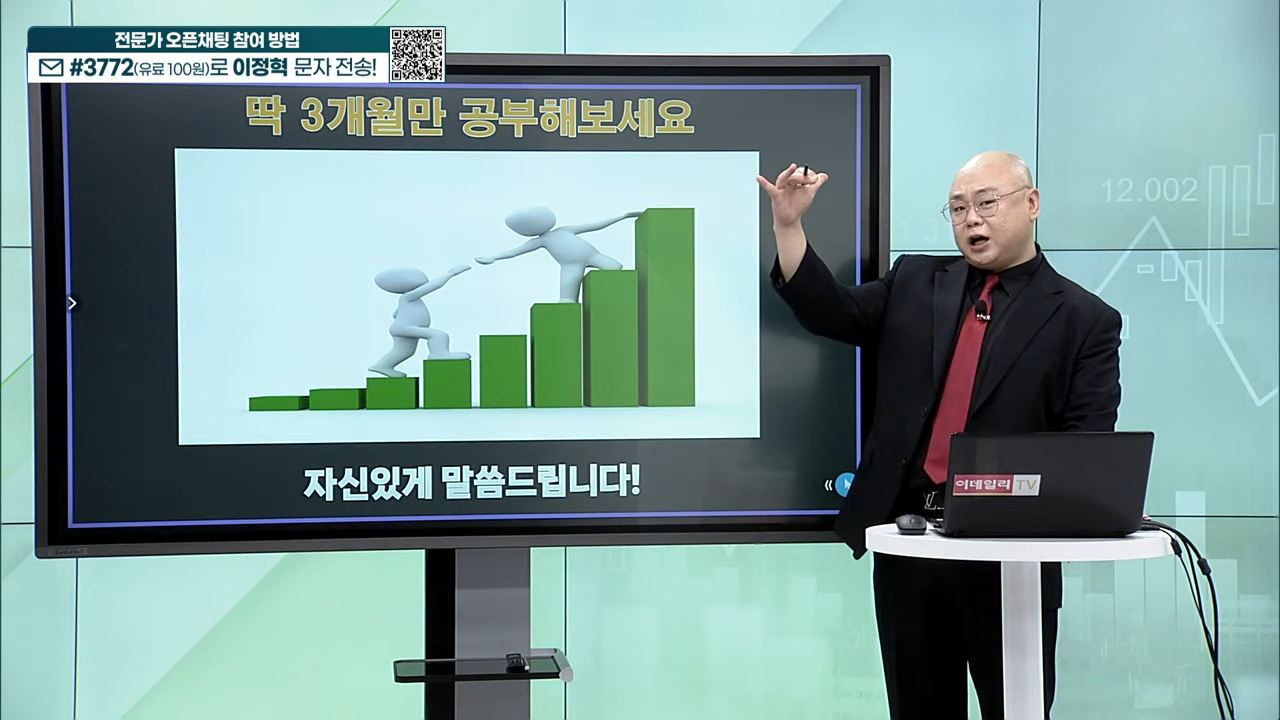 전문가 오픈채팅 참여 방법
#3772(유료 100원)로 이정혁 문자 전송!
딱 3개월만 공부해보세요
자신있게 말씀드립니다!
12.002
이데일리TV